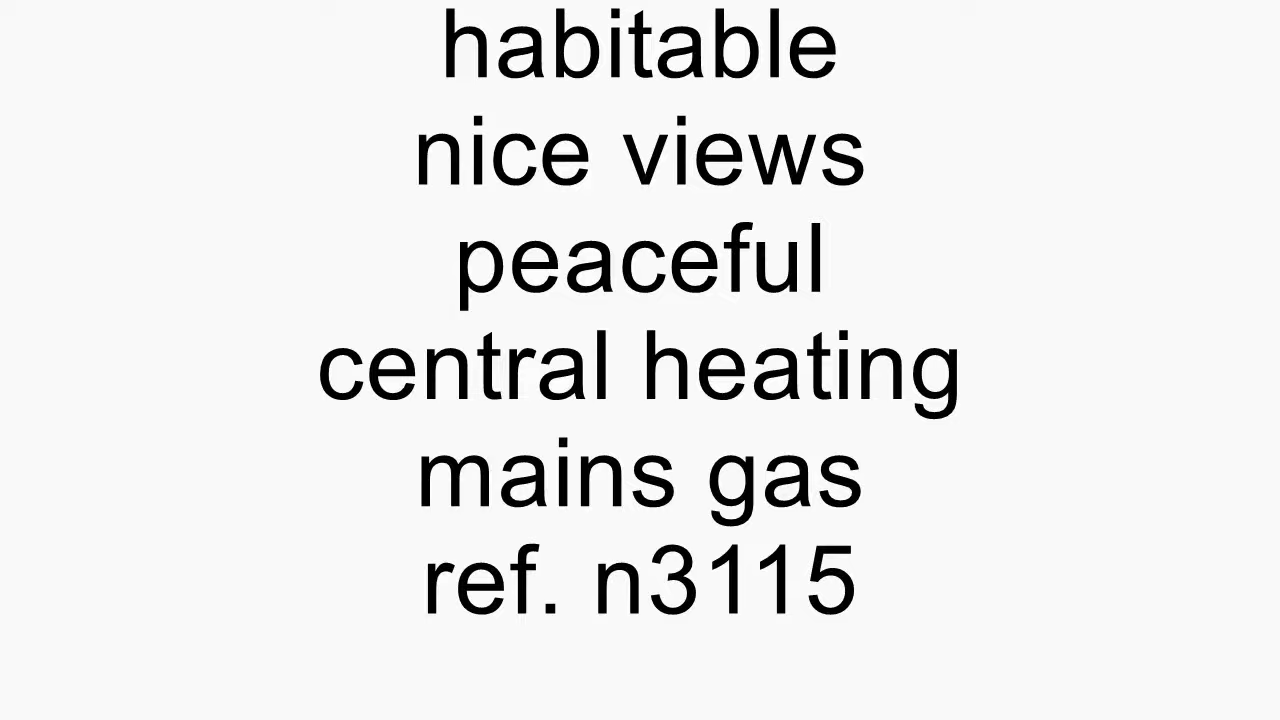 habitable
nice views
peaceful
central heating
mains gas
ref. n3115